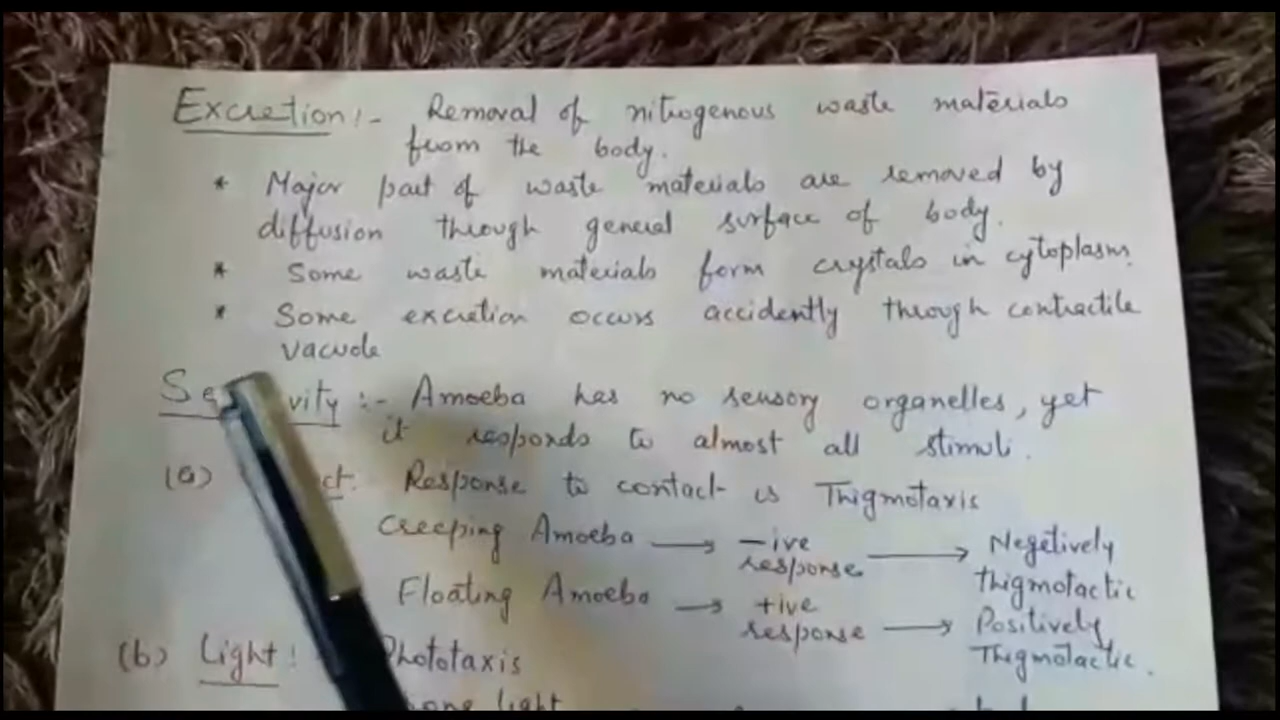 Excretion:- Removal of nitrogenous waste materials
from the body.
* Major part of waste materials are removed by
diffusion through general surface of body.
* Some waste materials form crystals in cytoplasm.
* Some excretion occurs accidently through contractile
vacuole
:- Amoeba has no sensory organelles, yet
it responds to almost all stimuli.
(a) Response to contact is Thigmotaxis
Creeping Amoeba → -ive response → Negetively thigmotactic
Floating Amoeba → +ive response → Positively Thigmotactic.
(b) Light: Phototaxis
light